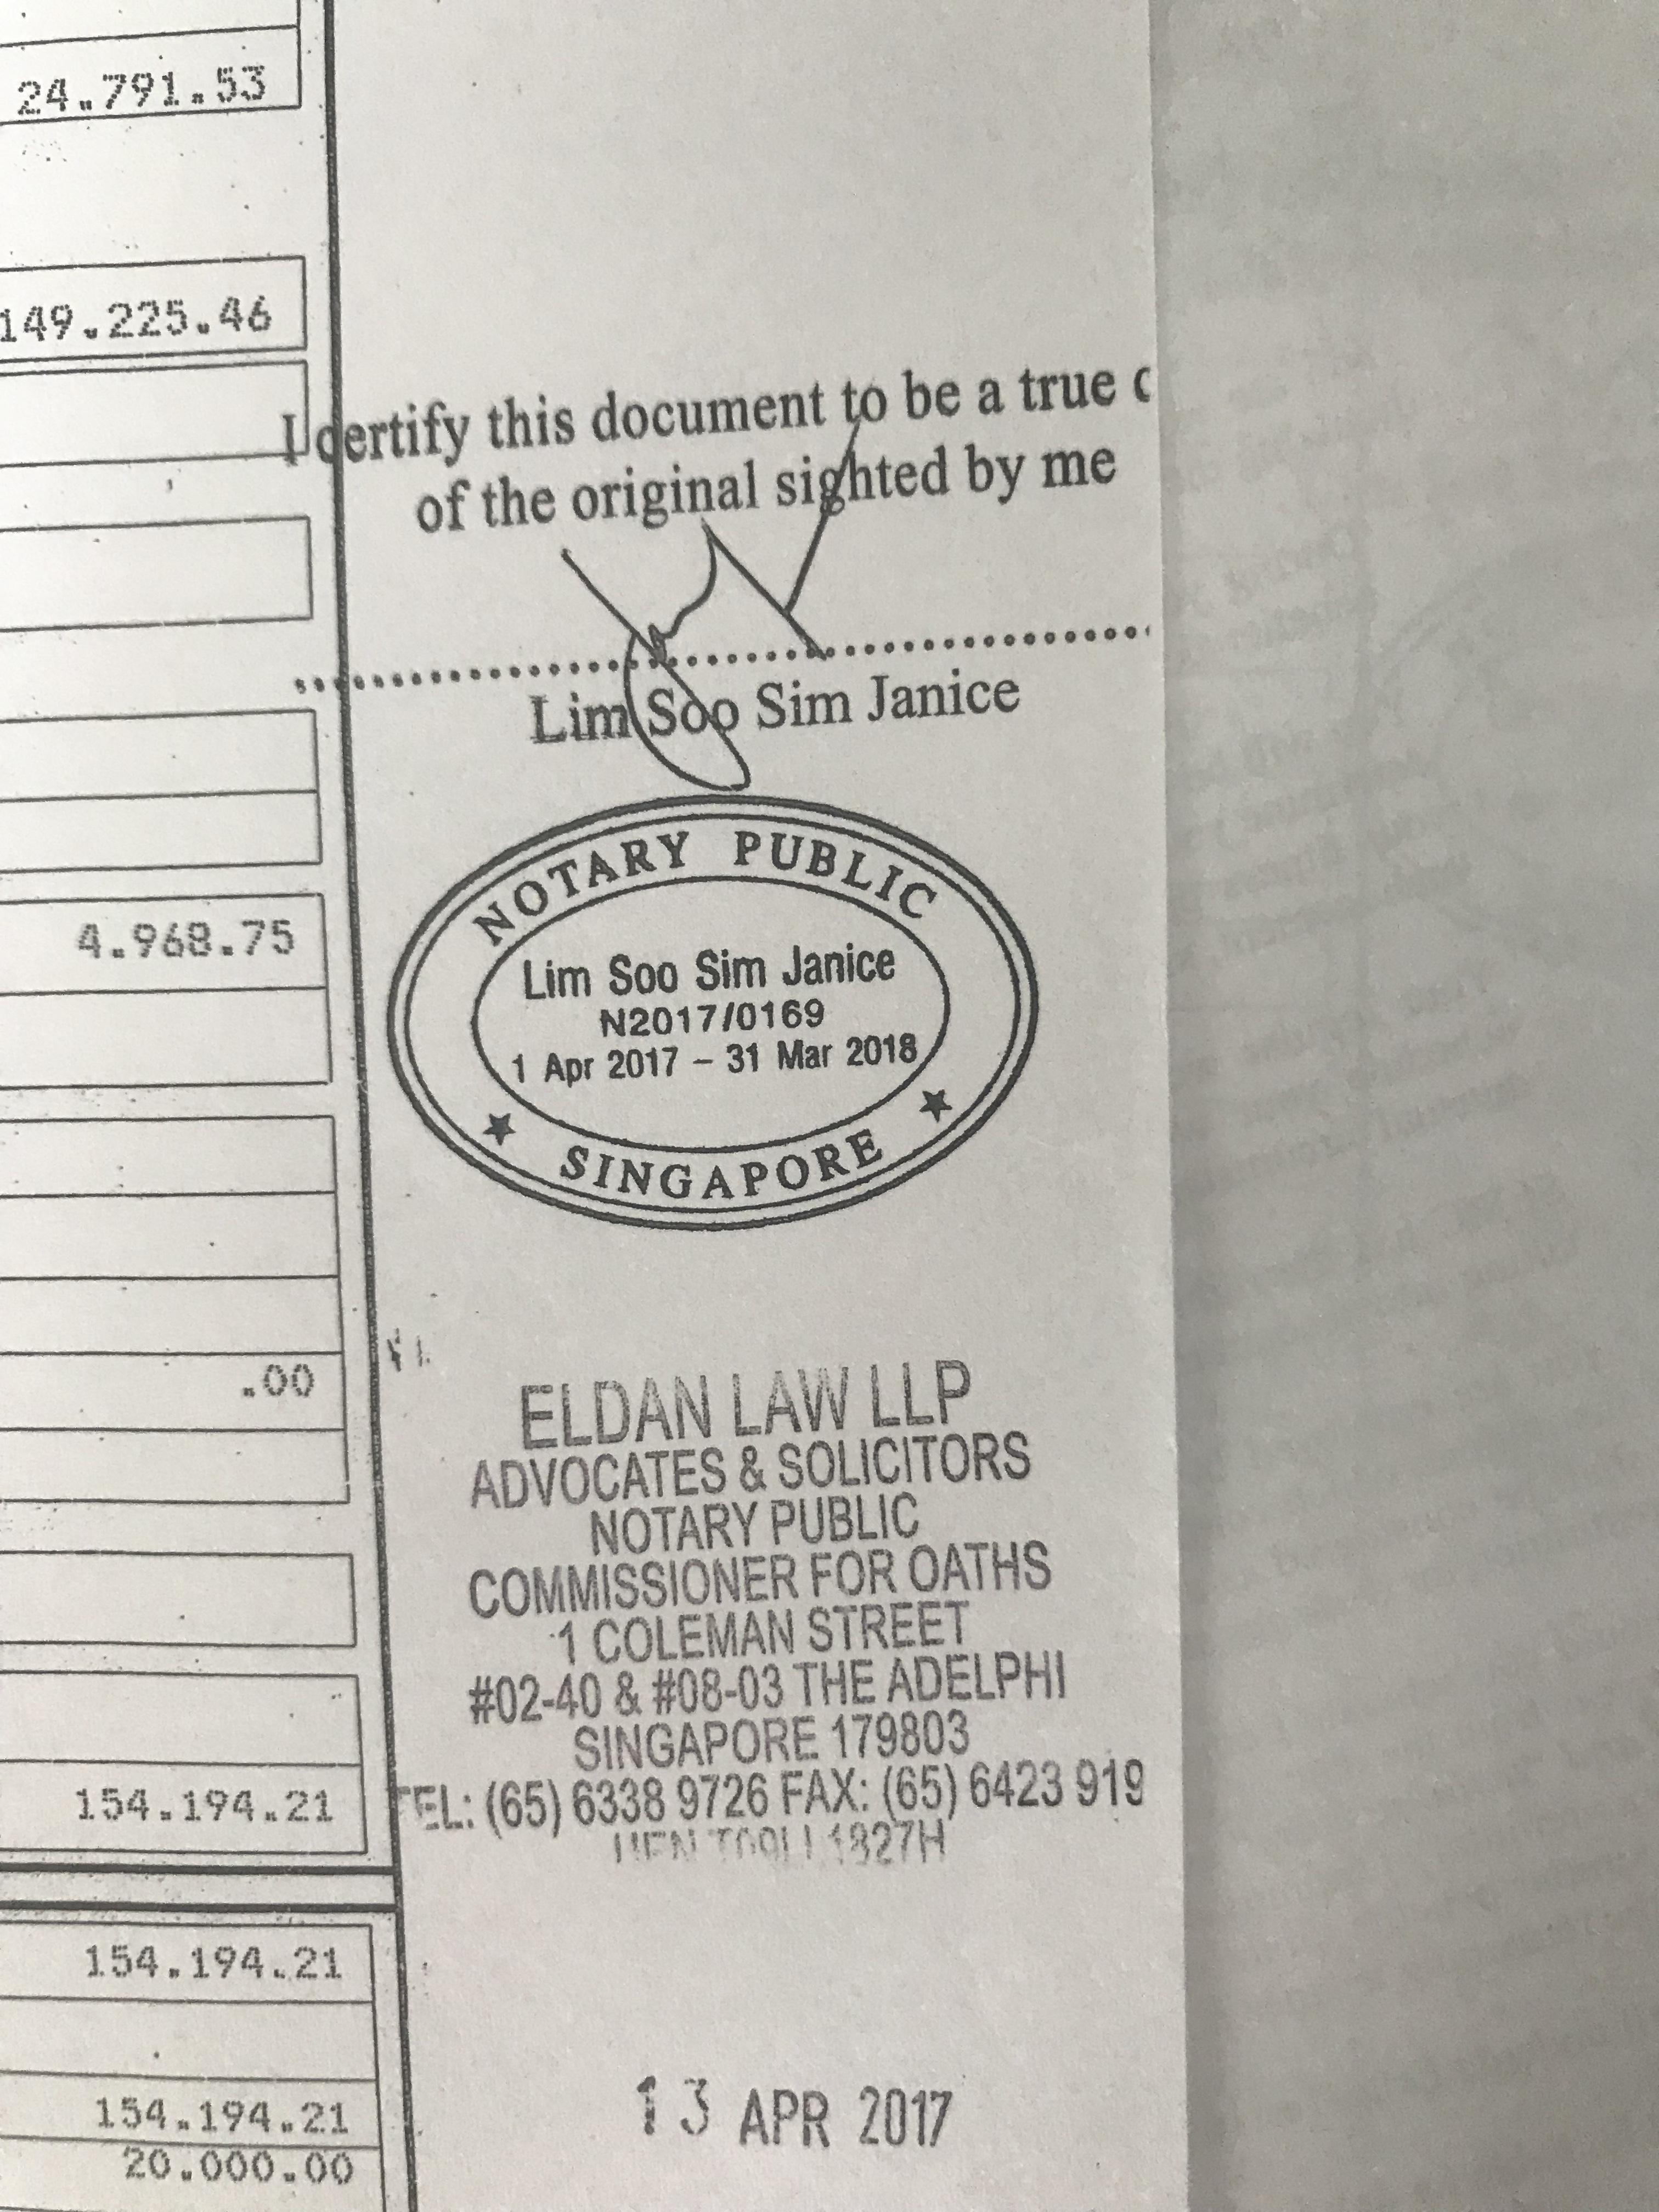 24.791.53
149.225.46
I certify this document to be a true c
of the original sighted by me
Lim Soo Sim Janice
NOTARY PUBLIC
Lim Soo Sim Janice
N2017/0169
1 Apr 2017 – 31 Mar 2018
SINGAPORE
4.968.75
.00
ELDAN LAW LLP
ADVOCATES & SOLICITORS
NOTARY PUBLIC
COMMISSIONER FOR OATHS
1 COLEMAN STREET
#02-40 & #08-03 THE ADELPHI
SINGAPORE 179803
TEL: (65) 6338 9726 FAX: (65) 6423 919
154.194.21
154.194.21
154.194.21
20.000.00
13 APR 2017